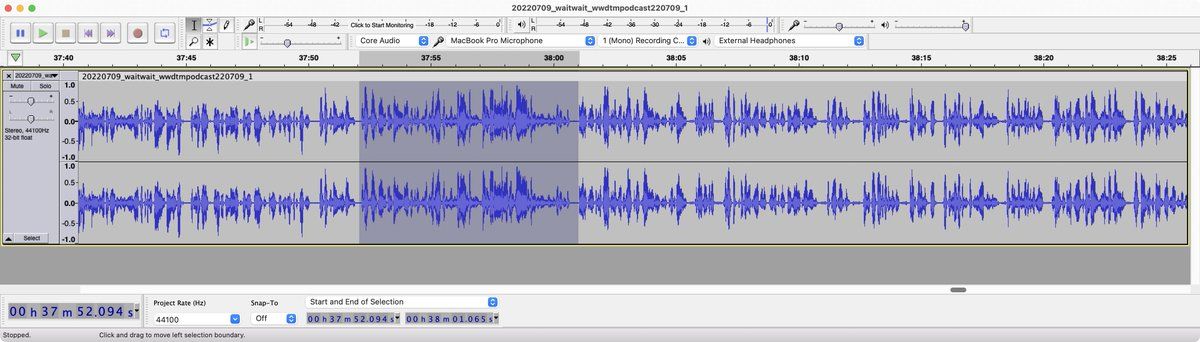 20220709_waitwait_wwdtmpodcast220709_1
L
R
-54 -48 -42 Click to Start Monitoring -18 -12 -6 0
L
R
-54 -48 -42 -36 -30 -24 -18 -12 -6 0
Core Audio
MacBook Pro Microphone
1 (Mono) Recording C...
External Headphones
37:40 37:45 37:50 37:55 38:00 38:05 38:10 38:15 38:20 38:25
20220709_wai
20220709_waitwait_wwdtmpodcast220709_1
Mute Solo
- +
L R
Stereo, 44100Hz
32-bit float
1.0
0.5
0.0
-0.5
-1.0
1.0
0.5
0.0
-0.5
-1.0
Select
Project Rate (Hz)
Snap-To
Start and End of Selection
00 h 37 m 52.094 s
44100
Off
00 h 37 m 52.094 s
00 h 38 m 01.065 s
Stopped.
Click and drag to move left selection boundary.